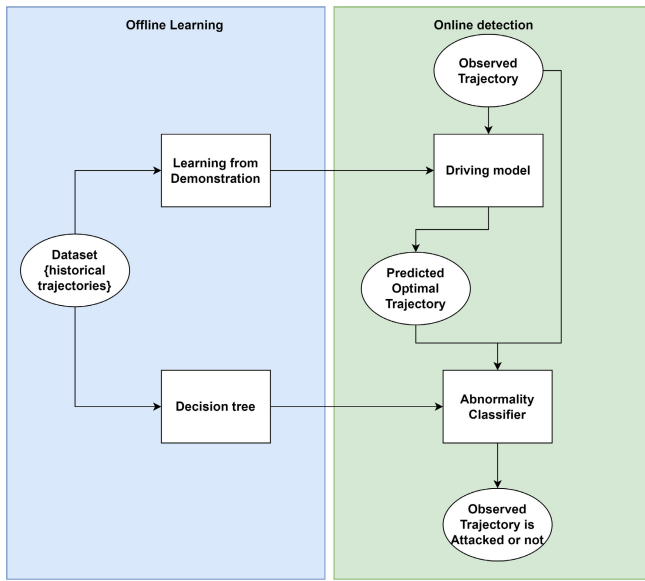 Offline Learning
Online detection
Observed
Trajectory
Learning from
Demonstration
Driving model
Dataset
{historical
trajectories}
Predicted
Optimal
Trajectory
Decision tree
Abnormality
Classifier
Observed
Trajectory is
Attacked or not